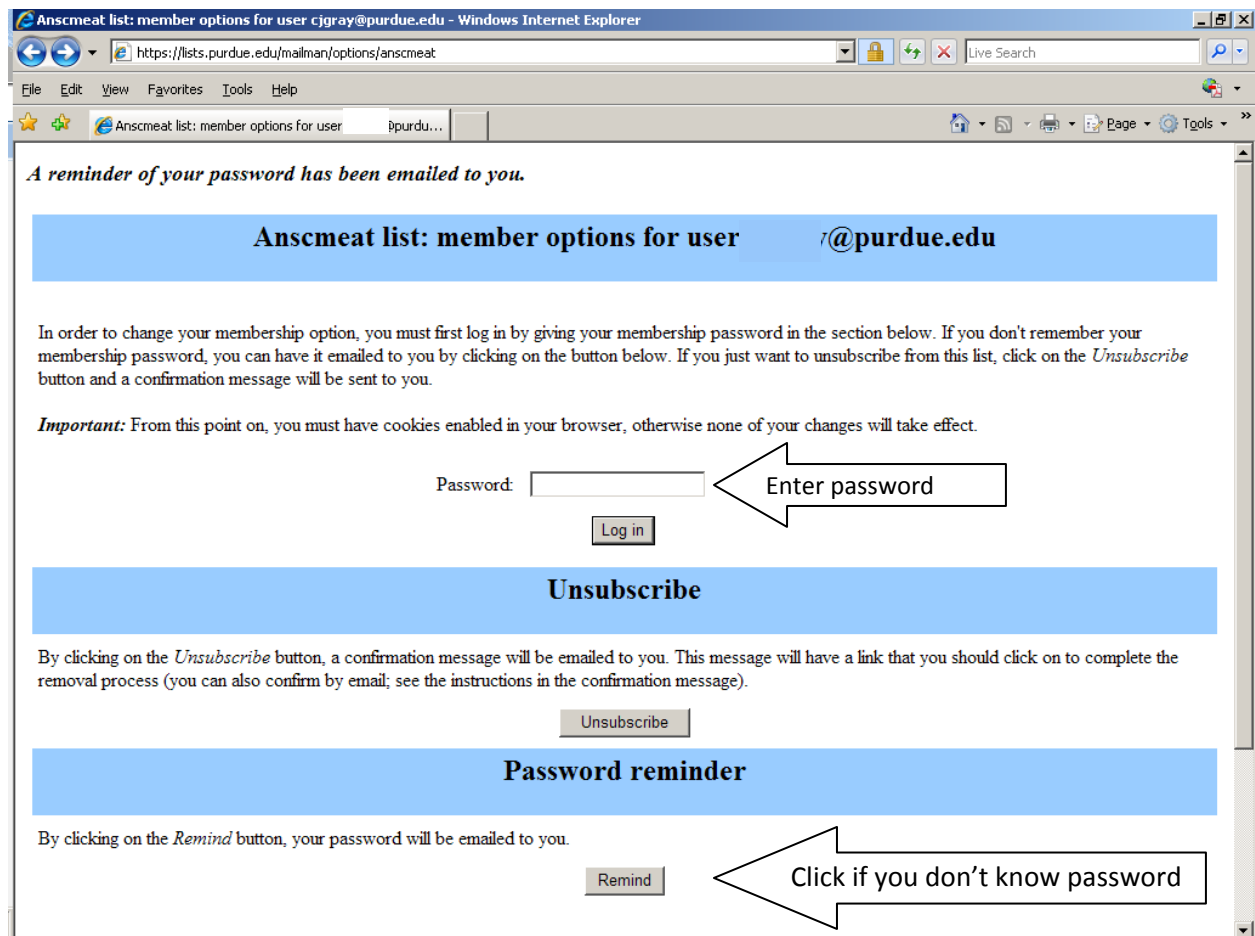 Anscmeat list: member options for user cjgray@purdue.edu - Windows Internet Explorer
https://lists.purdue.edu/mailman/options/anscmeat
Live Search
File Edit View Favorites Tools Help
Anscmeat list: member options for user @purdu...
Page Tools
A reminder of your password has been emailed to you.
Anscmeat list: member options for user y@purdue.edu
In order to change your membership option, you must first log in by giving your membership password in the section below. If you don't remember your
membership password, you can have it emailed to you by clicking on the button below. If you just want to unsubscribe from this list, click on the Unsubscribe
button and a confirmation message will be sent to you.
Important: From this point on, you must have cookies enabled in your browser, otherwise none of your changes will take effect.
Password:
Enter password
Log in
Unsubscribe
By clicking on the Unsubscribe button, a confirmation message will be emailed to you. This message will have a link that you should click on to complete the
removal process (you can also confirm by email; see the instructions in the confirmation message).
Unsubscribe
Password reminder
By clicking on the Remind button, your password will be emailed to you.
Remind
Click if you don’t know password